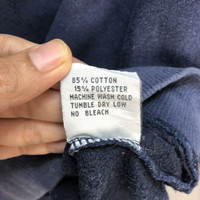 85% COTTON
15% POLYESTER
MACHINE WASH COLD
TUMBLE DRY LOW
NO BLEACH